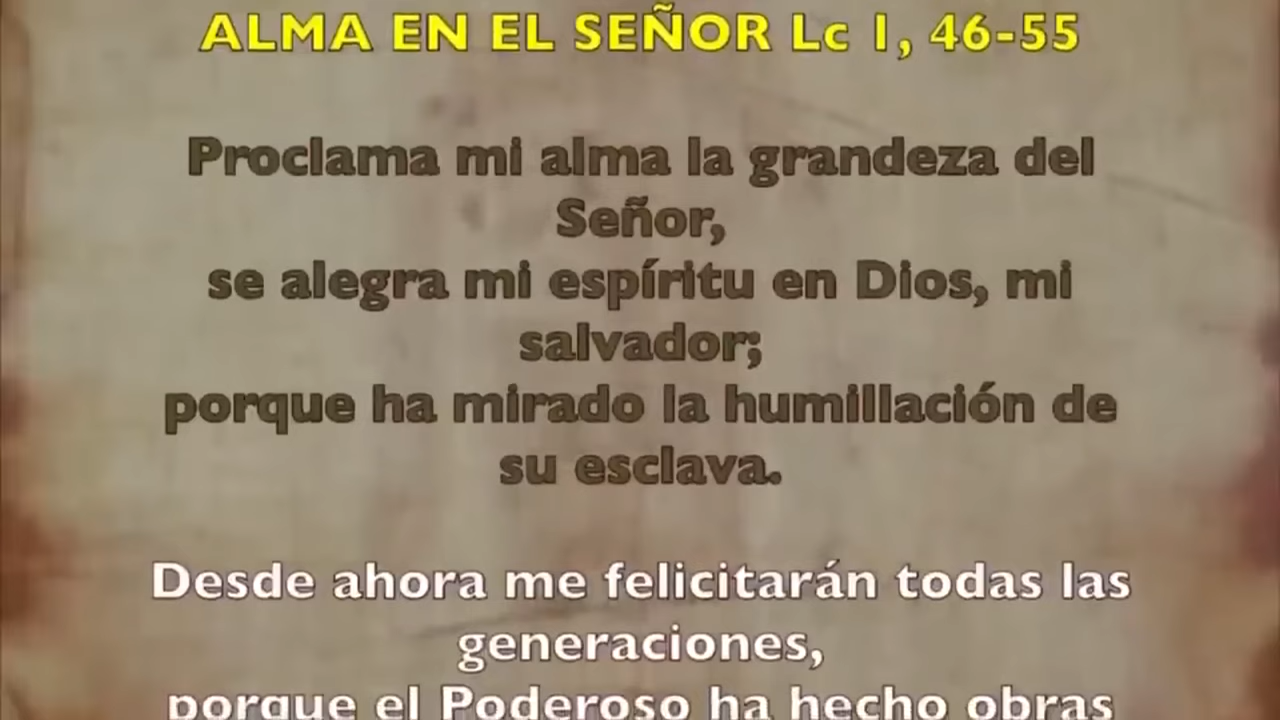 ALMA EN EL SEÑOR Lc 1, 46-55
Proclama mi alma la grandeza del
Señor,
se alegra mi espíritu en Dios, mi
salvador;
porque ha mirado la humillación de
su esclava.
Desde ahora me felicitarán todas las
generaciones,
porque el Poderoso ha hecho obras